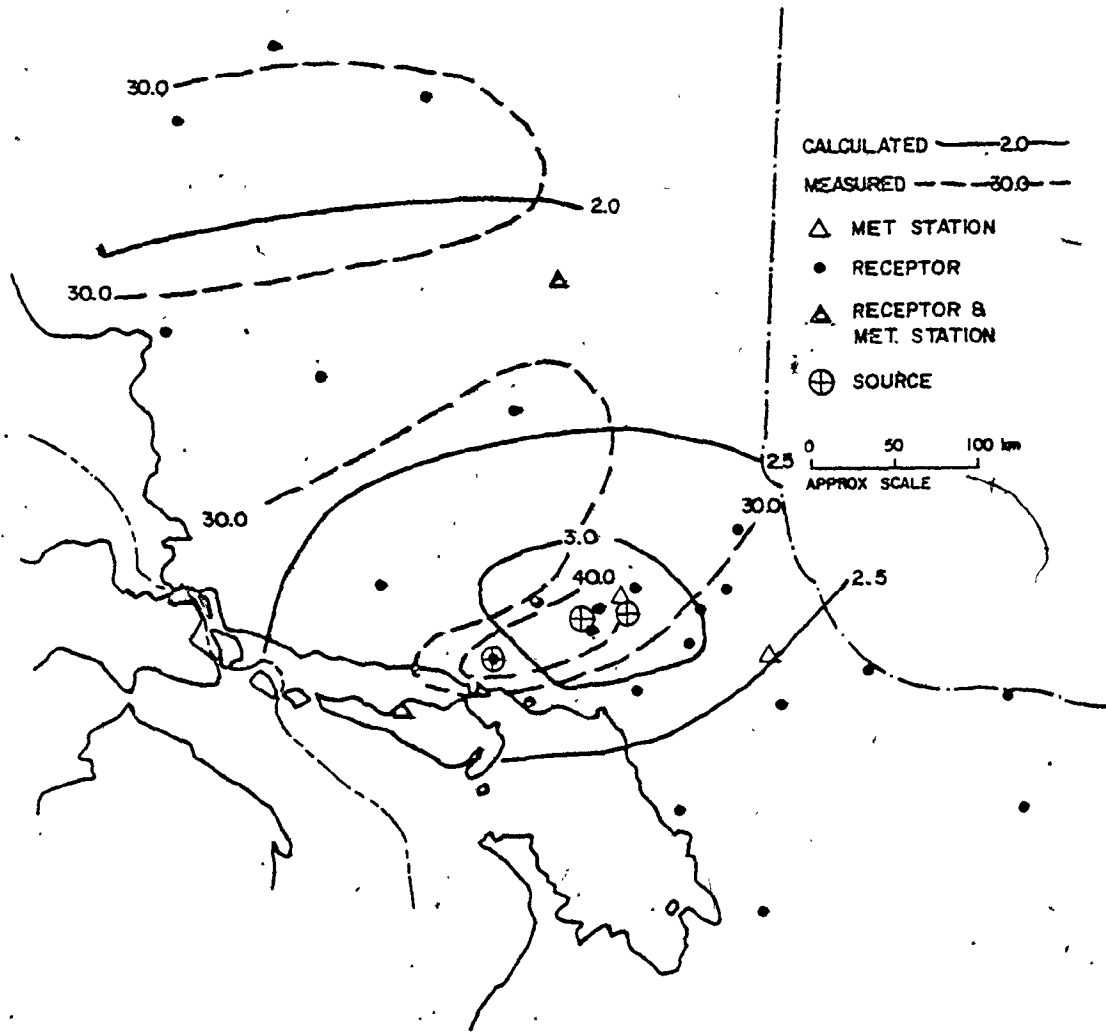 30.0
CALCULATED 2.0
MEASURED 30.0
2.0
MET STATION
30.0
RECEPTOR
RECEPTOR &
MET. STATION
SOURCE
0 50 100 km
2.5
APPROX SCALE
30.0
30.0
3.0
40.0
2.5